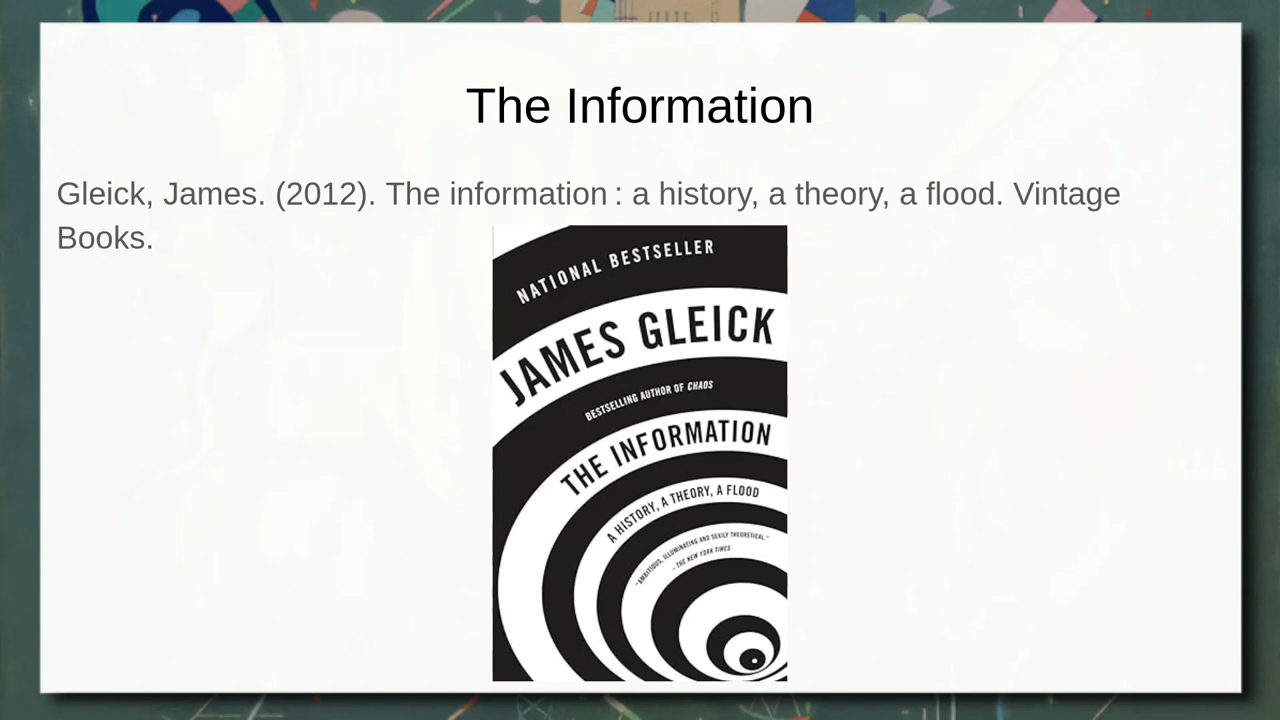 The Information
Gleick, James. (2012). The information : a history, a theory, a flood. Vintage
Books.
NATIONAL BESTSELLER
JAMES GLEICK
BESTSELLING AUTHOR OF CHAOS
THE INFORMATION
A HISTORY, A THEORY, A FLOOD
"AMBITIOUS, ILLUMINATING AND SEXILY THEORETICAL."
– THE NEW YORK TIMES